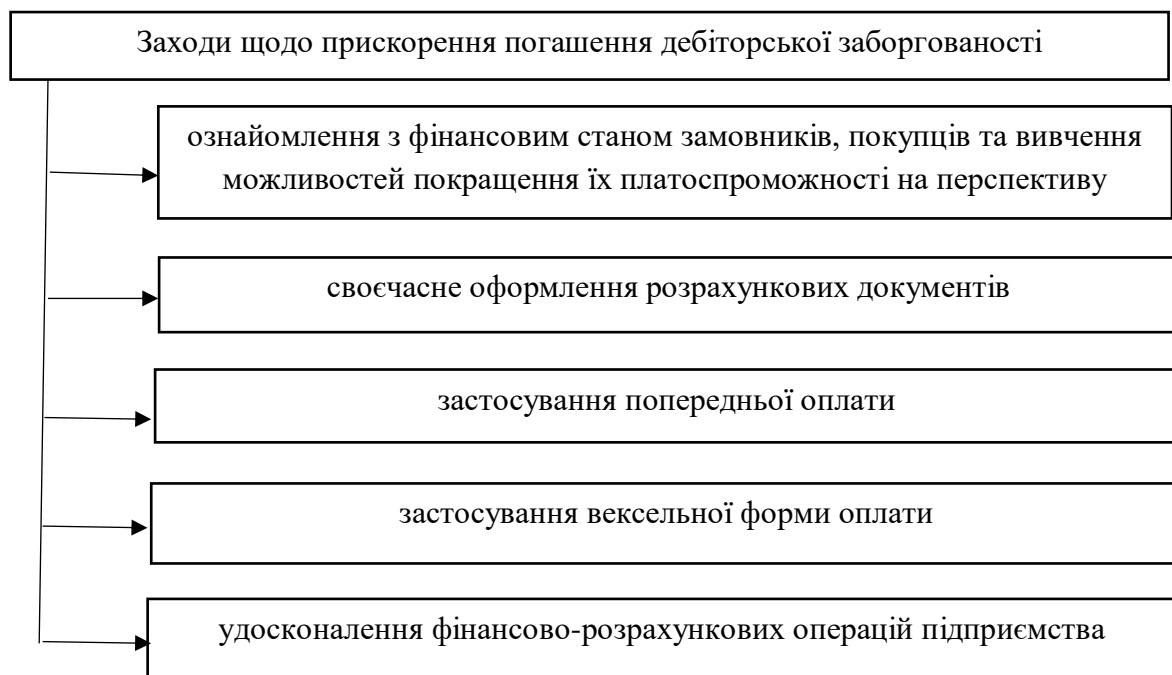 Заходи щодо прискорення погашення дебіторської заборгованості
ознайомлення з фінансовим станом замовників, покупців та вивчення
можливостей покращення їх платоспроможності на перспективу
своєчасне оформлення розрахункових документів
застосування попередньої оплати
застосування вексельної форми оплати
удосконалення фінансово-розрахункових операцій підприємства